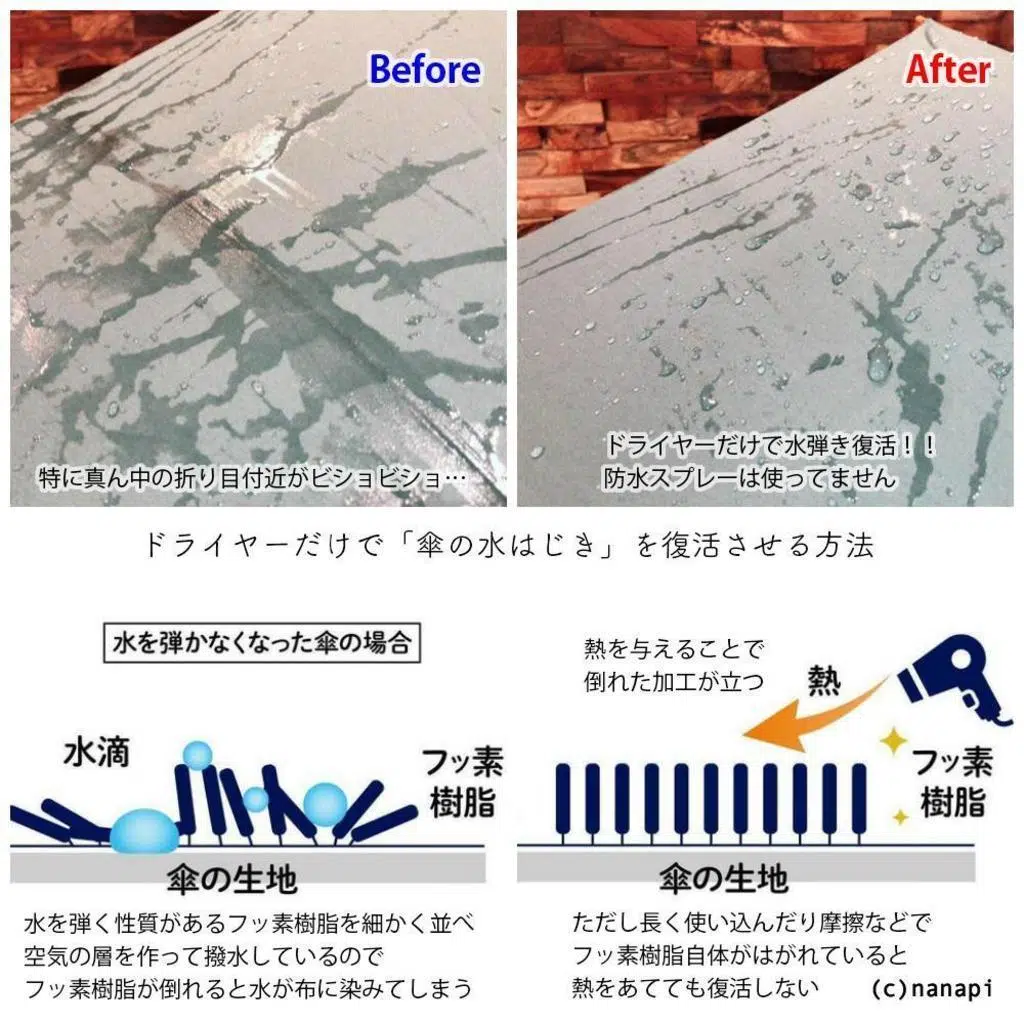 Before
特に真ん中の折り目付近がビショビショ…
After
ドライヤーだけで水弾き復活！！
防水スプレーは使ってません
ドライヤーだけで「傘の水はじき」を復活させる方法
水を弾かなくなった傘の場合
水滴
フッ素
樹脂
傘の生地
水を弾く性質があるフッ素樹脂を細かく並べ
空気の層を作って撥水しているので
フッ素樹脂が倒れると水が布に染みてしまう
熱を与えることで
倒れた加工が立つ
熱
フッ素
樹脂
傘の生地
ただし長く使い込んだり摩擦などで
フッ素樹脂自体がはがれていると
熱をあてても復活しない
(c)nanapi